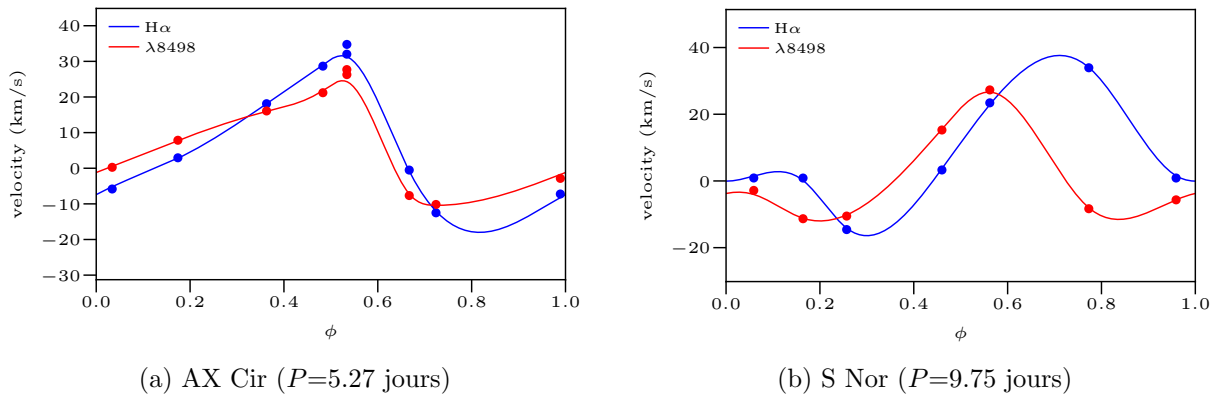 Hα
λ8498
velocity (km/s)
40
30
20
10
0
−10
−20
−30
0.0 0.2 0.4 0.6 0.8 1.0
ϕ
(a) AX Cir (P=5.27 jours)
Hα
λ8498
velocity (km/s)
40
20
0
−20
0.0 0.2 0.4 0.6 0.8 1.0
ϕ
(b) S Nor (P=9.75 jours)